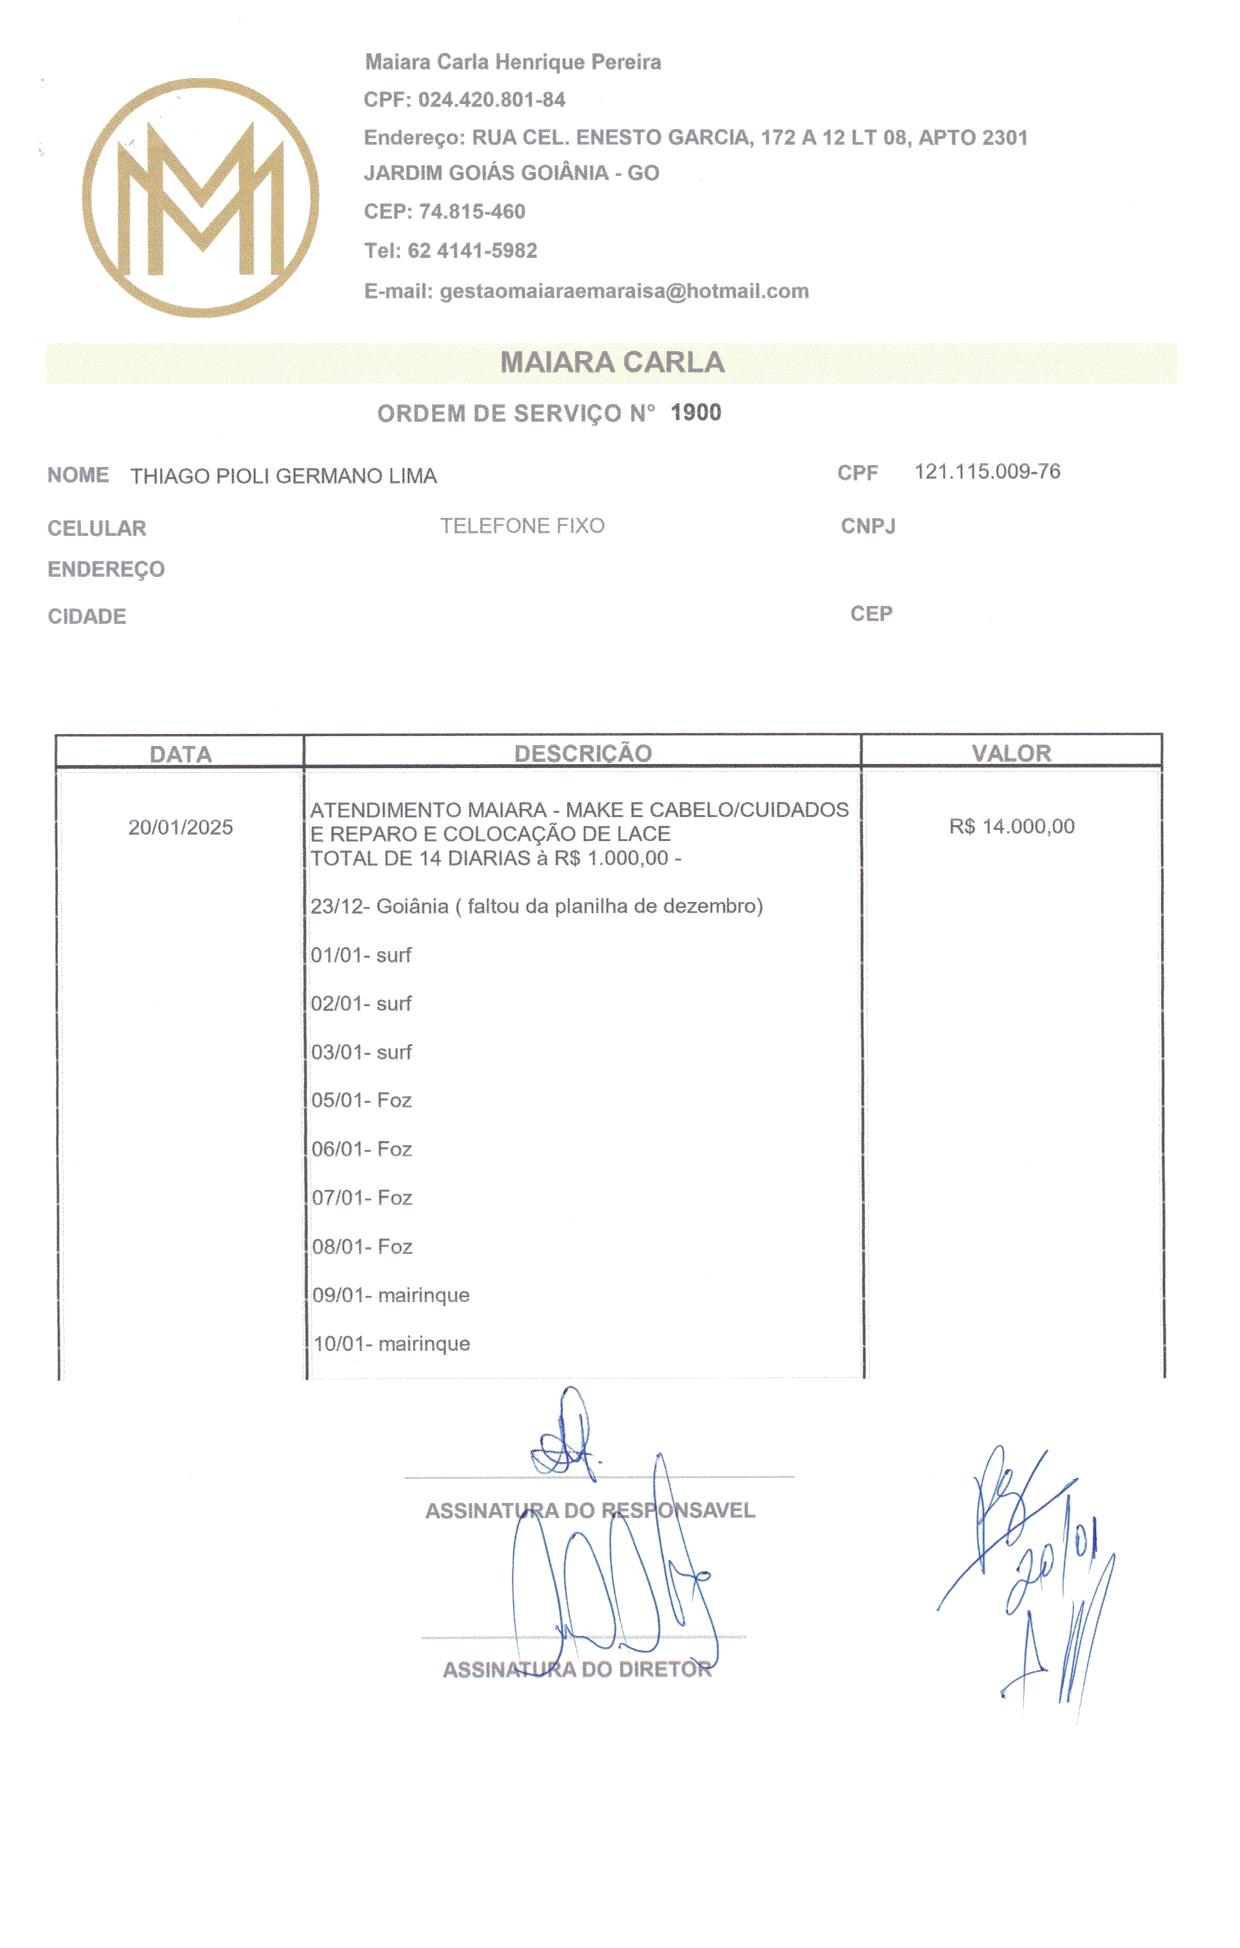 MM
Maiara Carla Henrique Pereira
CPF: 024.420.801-84
Endereço: RUA CEL. ENESTO GARCIA, 172 A 12 LT 08, APTO 2301
JARDIM GOIÁS GOIÂNIA - GO
CEP: 74.815-460
Tel: 62 4141-5982
E-mail: gestaomaiaraemaraisa@hotmail.com
MAIARA CARLA
ORDEM DE SERVIÇO N° 1900
NOME THIAGO PIOLI GERMANO LIMA CPF 121.115.009-76
CELULAR TELEFONE FIXO CNPJ
ENDEREÇO
CIDADE CEP
DATA DESCRIÇÃO VALOR
ATENDIMENTO MAIARA - MAKE E CABELO/CUIDADOS
20/01/2025 E REPARO E COLOCAÇÃO DE LACE R$ 14.000,00
TOTAL DE 14 DIARIAS à R$ 1.000,00 -
23/12- Goiânia ( faltou da planilha de dezembro)
01/01- surf
02/01- surf
03/01- surf
05/01- Foz
06/01- Foz
07/01- Foz
08/01- Foz
09/01- mairinque
10/01- mairinque
ASSINATURA DO RESPONSAVEL
20/01
ASSINATURA DO DIRETOR